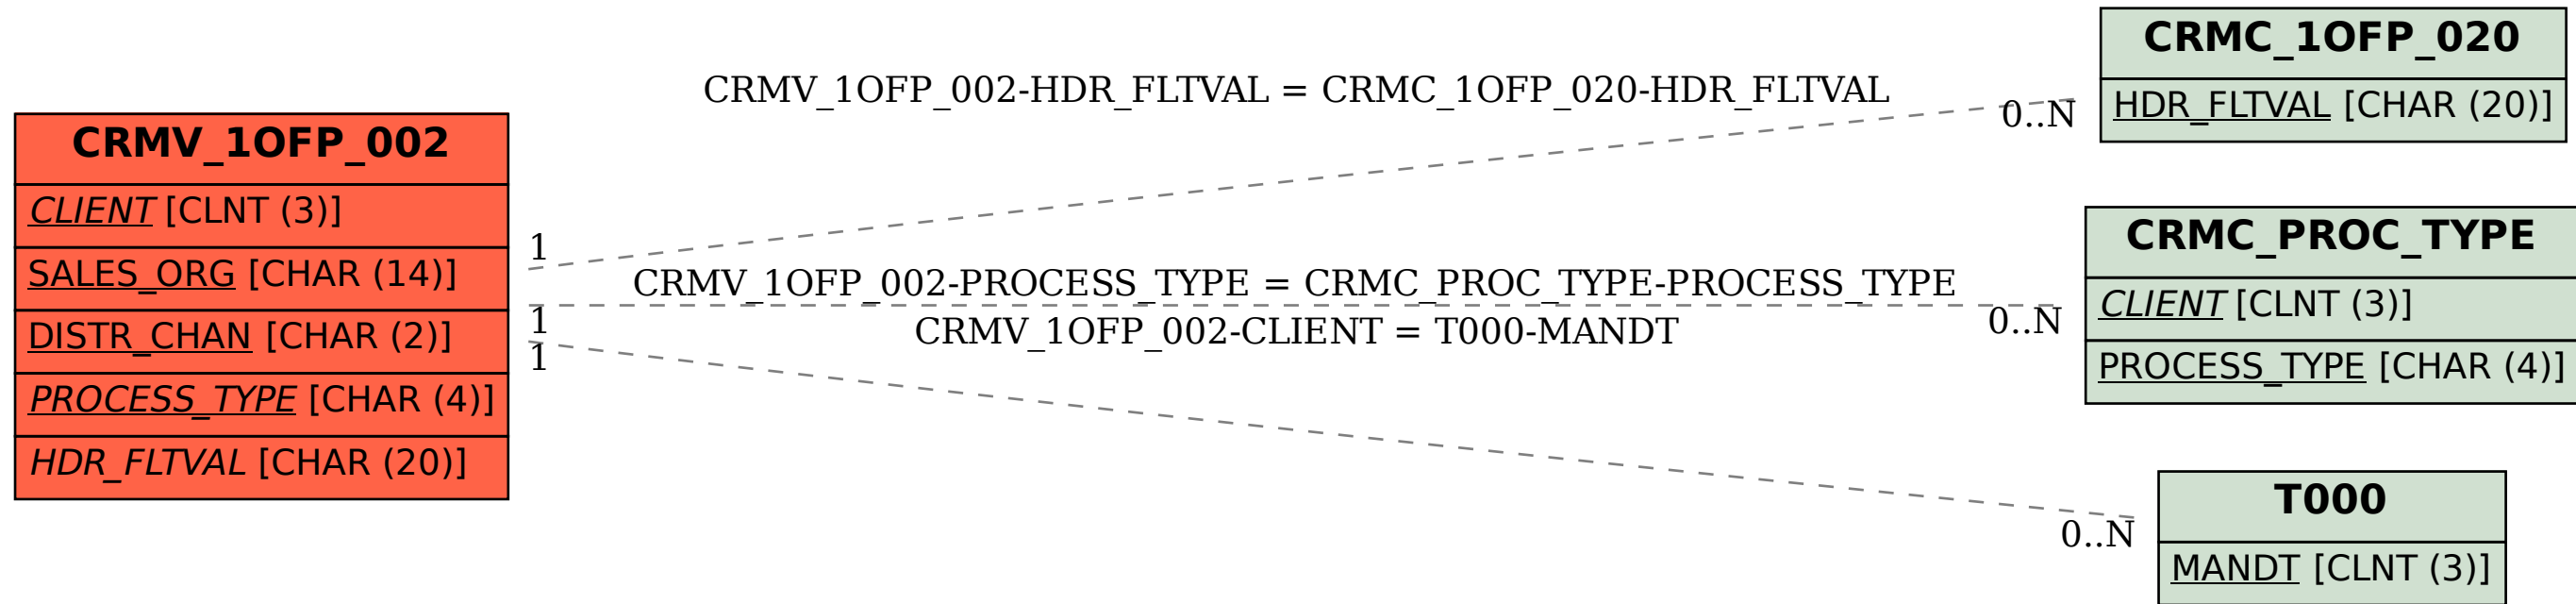 CRMV_1OFP_002
CLIENT [CLNT (3)]
SALES_ORG [CHAR (14)]
DISTR_CHAN [CHAR (2)]
PROCESS_TYPE [CHAR (4)]
HDR_FLTVAL [CHAR (20)]
CRMV_1OFP_002-HDR_FLTVAL = CRMC_1OFP_020-HDR_FLTVAL
1
0..N
CRMV_1OFP_002-PROCESS_TYPE = CRMC_PROC_TYPE-PROCESS_TYPE
1
0..N
CRMV_1OFP_002-CLIENT = T000-MANDT
1
0..N
CRMC_1OFP_020
HDR_FLTVAL [CHAR (20)]
CRMC_PROC_TYPE
CLIENT [CLNT (3)]
PROCESS_TYPE [CHAR (4)]
T000
MANDT [CLNT (3)]